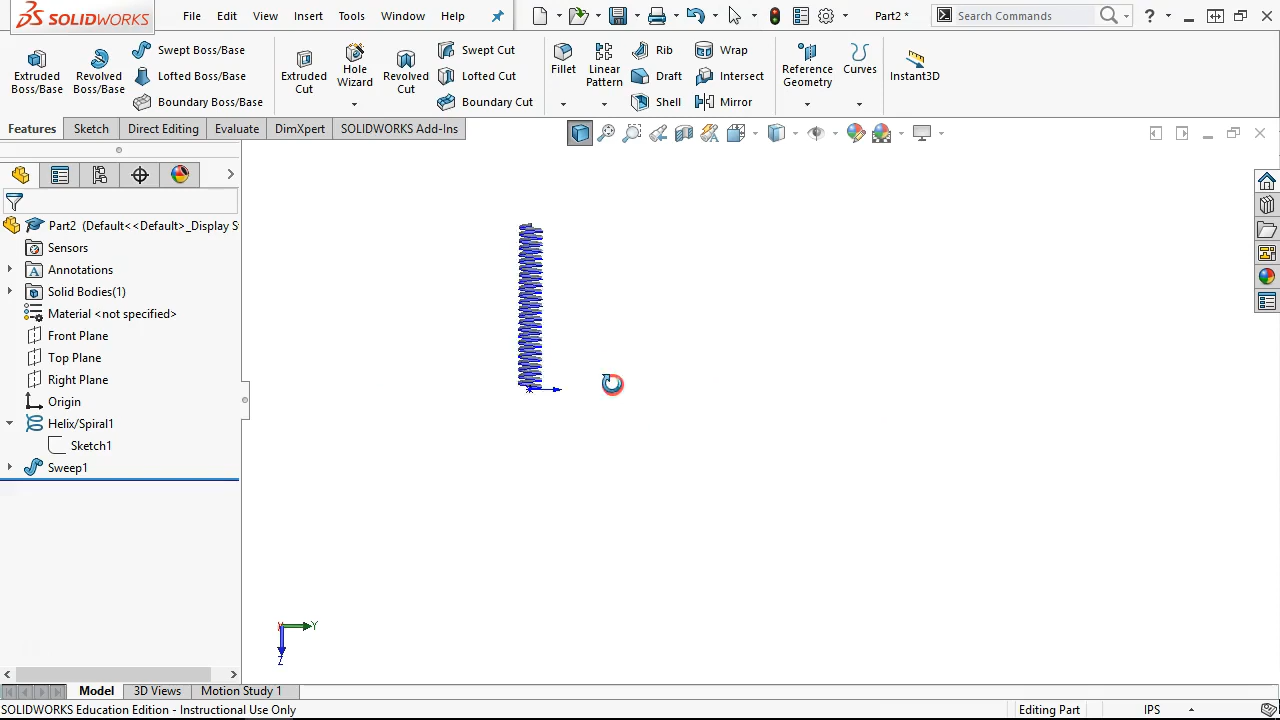 SOLIDWORKS File Edit View Insert Tools Window Help Part2 * Search Commands ?
Extruded Boss/Base
Revolved Boss/Base
Swept Boss/Base
Lofted Boss/Base
Boundary Boss/Base
Extruded Cut
Hole Wizard
Revolved Cut
Swept Cut
Lofted Cut
Boundary Cut
Fillet
Linear Pattern
Rib
Draft
Shell
Wrap
Intersect
Mirror
Reference Geometry
Curves
Instant3D
Features Sketch Direct Editing Evaluate DimXpert SOLIDWORKS Add-Ins
Part2 (Default<<Default>_Display S
Sensors
Annotations
Solid Bodies(1)
Material <not specified>
Front Plane
Top Plane
Right Plane
Origin
Helix/Spiral1
Sketch1
Sweep1
X Y
Z
Model 3D Views Motion Study 1
SOLIDWORKS Education Edition - Instructional Use Only Editing Part IPS